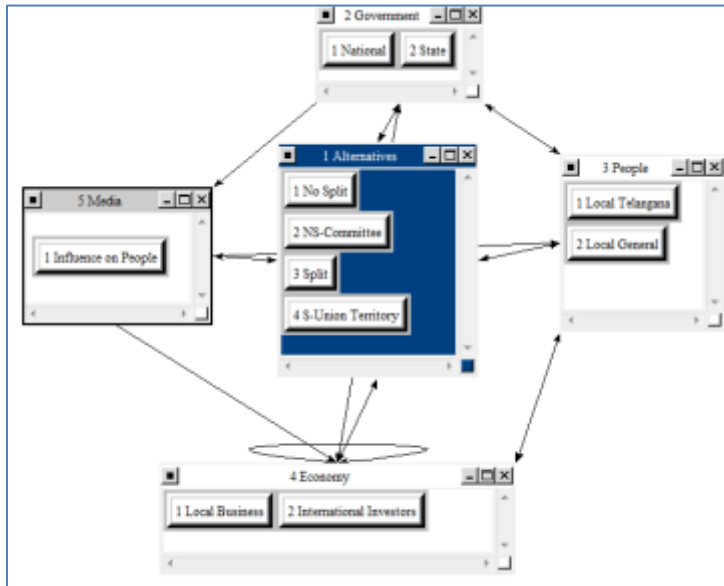 2 Government
1 National
2 State
1 Alternatives
1 No Split
2 NS-Committee
3 Split
4 S-Union Territory
3 People
1 Local Telangana
2 Local General
5 Media
1 Influence on People
4 Economy
1 Local Business
2 International Investors